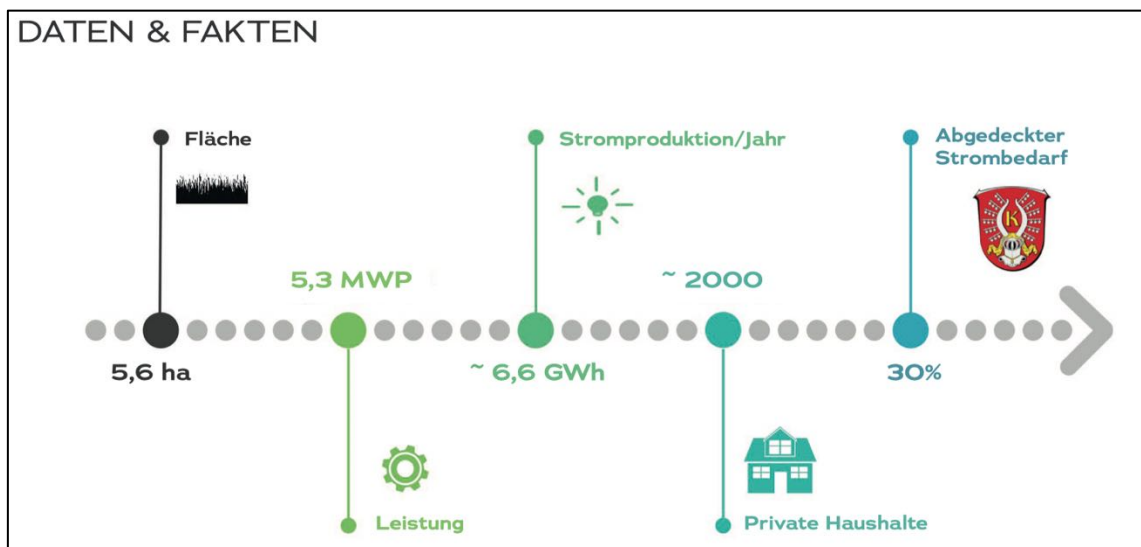 DATEN & FAKTEN
Fläche
5,6 ha
5,3 MWP
Leistung
Stromproduktion/Jahr
~ 6,6 GWh
~ 2000
Private Haushalte
Abgedeckter
Strombedarf
K
30%